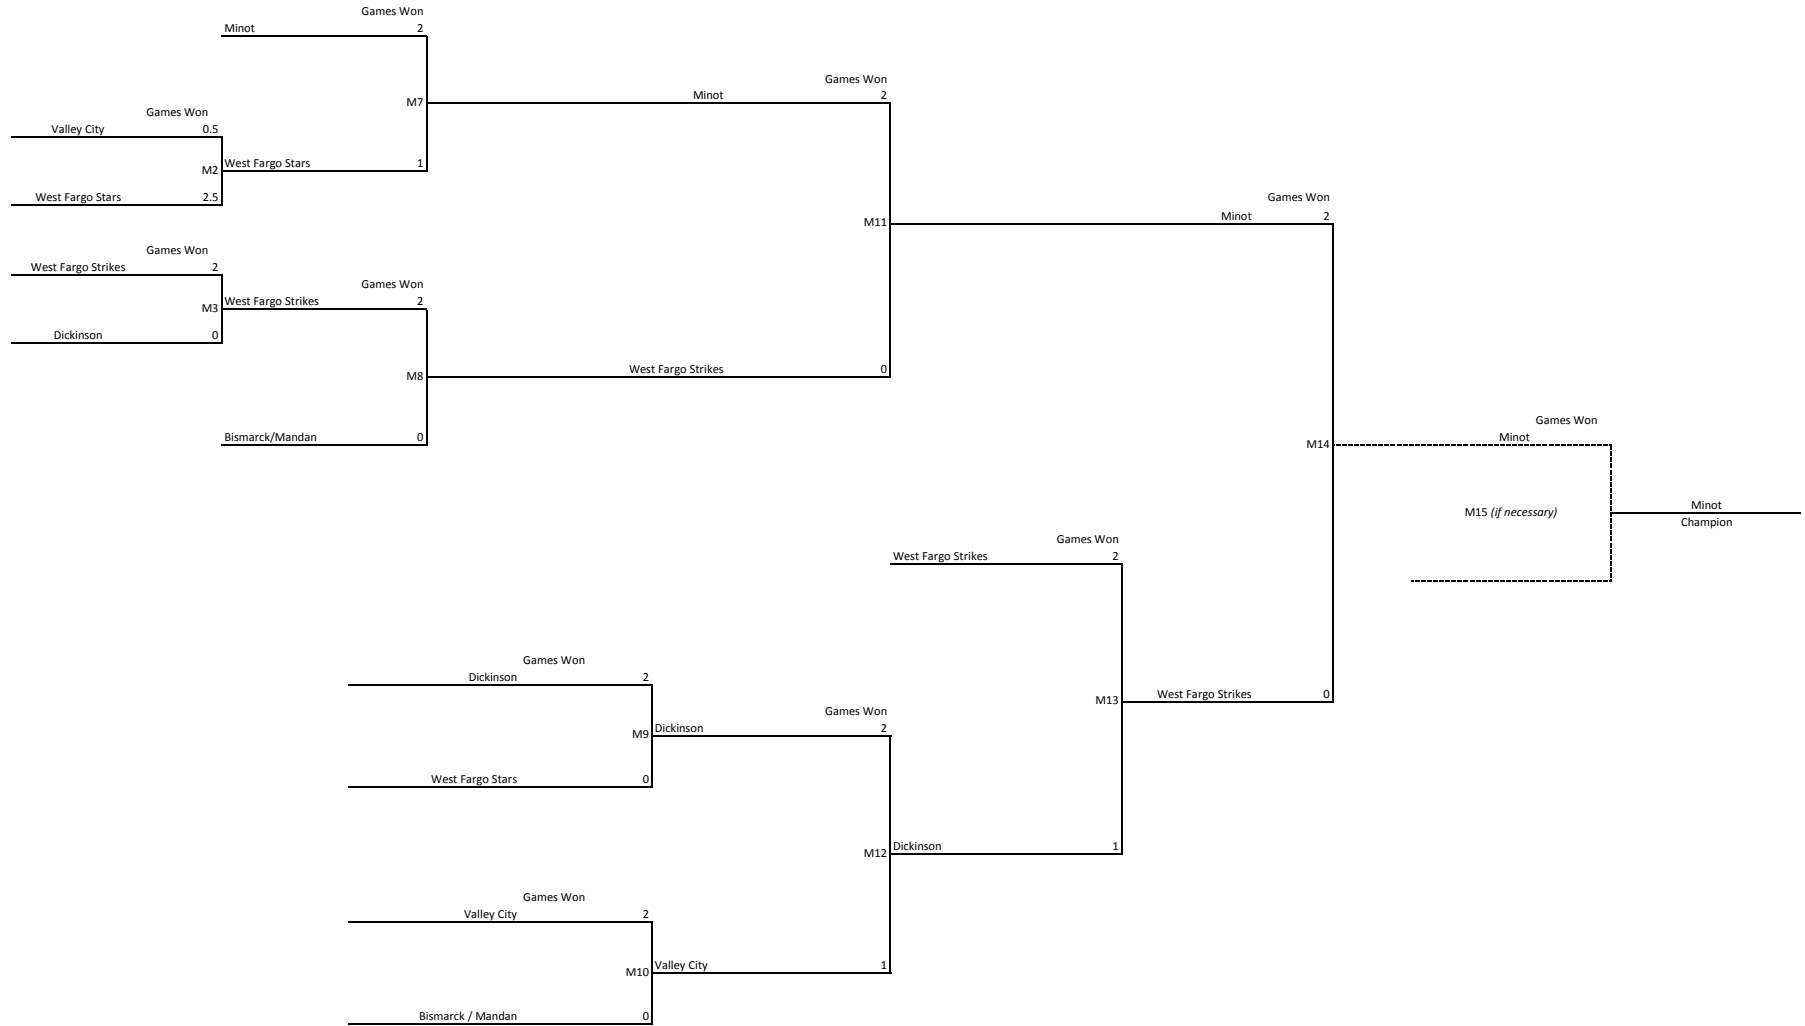 Games Won
Minot 2
M7
Games Won
Valley City 0.5
M2 West Fargo Stars 1
West Fargo Stars 2.5
Games Won
Minot 2
M11
Games Won
West Fargo Strikes 2
M3 West Fargo Strikes
Games Won
2
Dickinson 0
M8 West Fargo Strikes 0
Bismarck/Mandan 0
Games Won
Minot 2
M14
Games Won
Minot
M15 (if necessary)
Minot
Champion
Games Won
West Fargo Strikes 2
M13 West Fargo Strikes 0
Games Won
Dickinson 2
M9 Dickinson
Games Won
2
West Fargo Stars 0
M12 Dickinson 1
Games Won
Valley City 2
M10 Valley City 1
Bismarck / Mandan 0